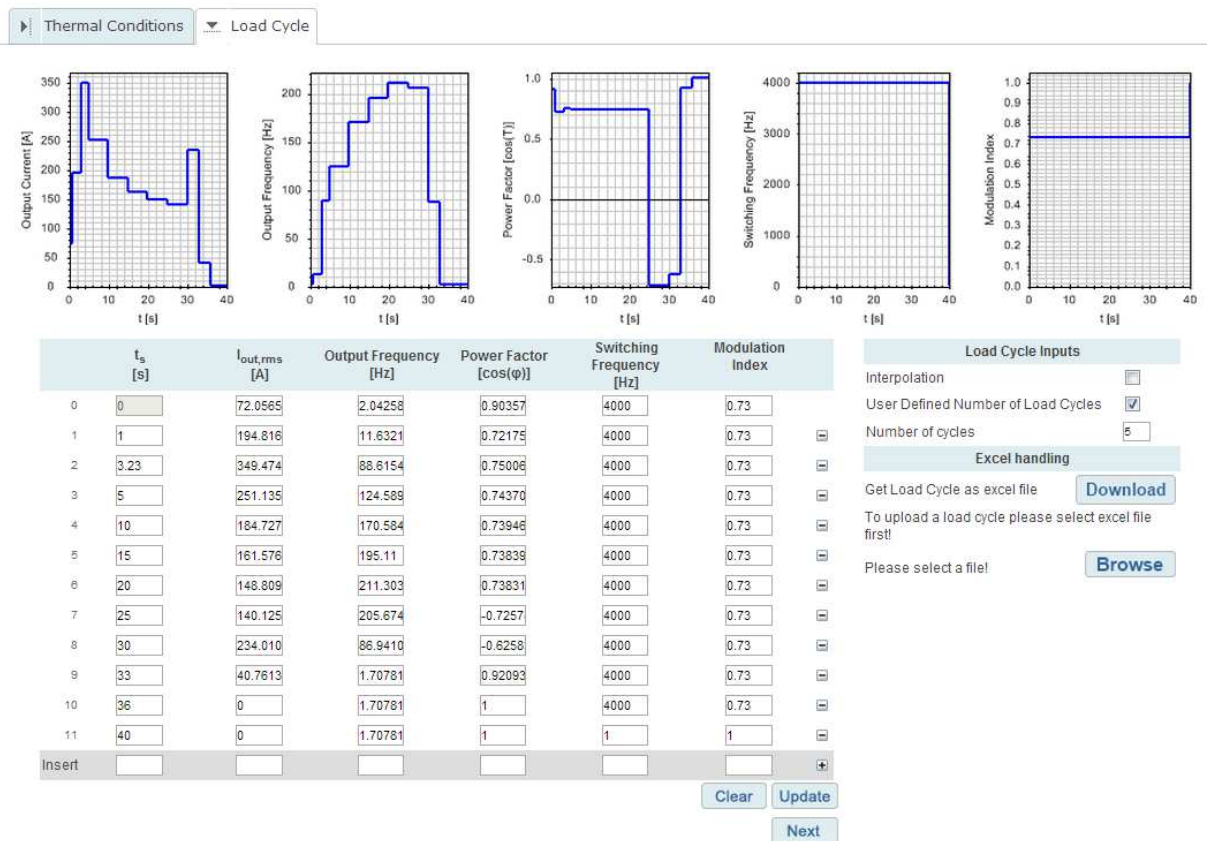 Thermal Conditions
Load Cycle
Output Current [A]
350
300
250
200
150
100
50
0
0 10 20 30 40
t [s]
Output Frequency [Hz]
200
150
100
50
0
0 10 20 30 40
t [s]
Power Factor [cos(T)]
1.0
0.5
0.0
-0.5
0 10 20 30 40
t [s]
Switching Frequency [Hz]
4000
3000
2000
1000
0
0 10 20 30 40
t [s]
Modulation Index
1.0
0.9
0.8
0.7
0.6
0.5
0.4
0.3
0.2
0.1
0.0
0 10 20 30 40
t [s]
ts [s] Iout,rms [A] Output Frequency [Hz] Power Factor [cos(φ)] Switching Frequency [Hz] Modulation Index
0 0 72.0565 2.04258 0.90357 4000 0.73
1 1 194.816 11.6321 0.72175 4000 0.73
2 3.23 349.474 88.6154 0.75006 4000 0.73
3 5 251.135 124.589 0.74370 4000 0.73
4 10 184.727 170.584 0.73946 4000 0.73
5 15 161.576 195.11 0.73839 4000 0.73
6 20 148.809 211.303 0.73831 4000 0.73
7 25 140.125 205.674 -0.7257 4000 0.73
8 30 234.010 86.9410 -0.6258 4000 0.73
9 33 40.7613 1.70781 0.92093 4000 0.73
10 36 0 1.70781 1 4000 0.73
11 40 0 1.70781 1 1 1
Insert
Clear Update
Next
Load Cycle Inputs
Interpolation
User Defined Number of Load Cycles
Number of cycles 5
Excel handling
Get Load Cycle as excel file Download
To upload a load cycle please select excel file
first!
Please select a file! Browse